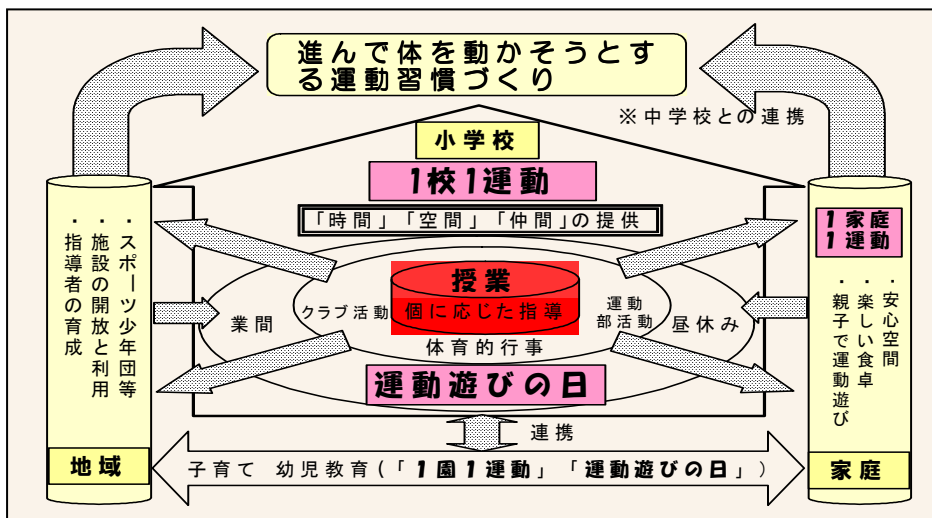 進んで体を動かそうとす
る運動習慣づくり
※中学校との連携
小学校
1校1運動
「時間」「空間」「仲間」の提供
授業
個に応じた指導
クラブ活動
運動
部活動
業間
昼休み
体育的行事
運動遊びの日
・スポーツ少年団等
・施設の開放と利用
・指導者の育成
地域
1家庭
1運動
・安心空間
・楽しい食卓
・親子で運動遊び
家庭
連携
子育て 幼児教育(「1園1運動」「運動遊びの日」)